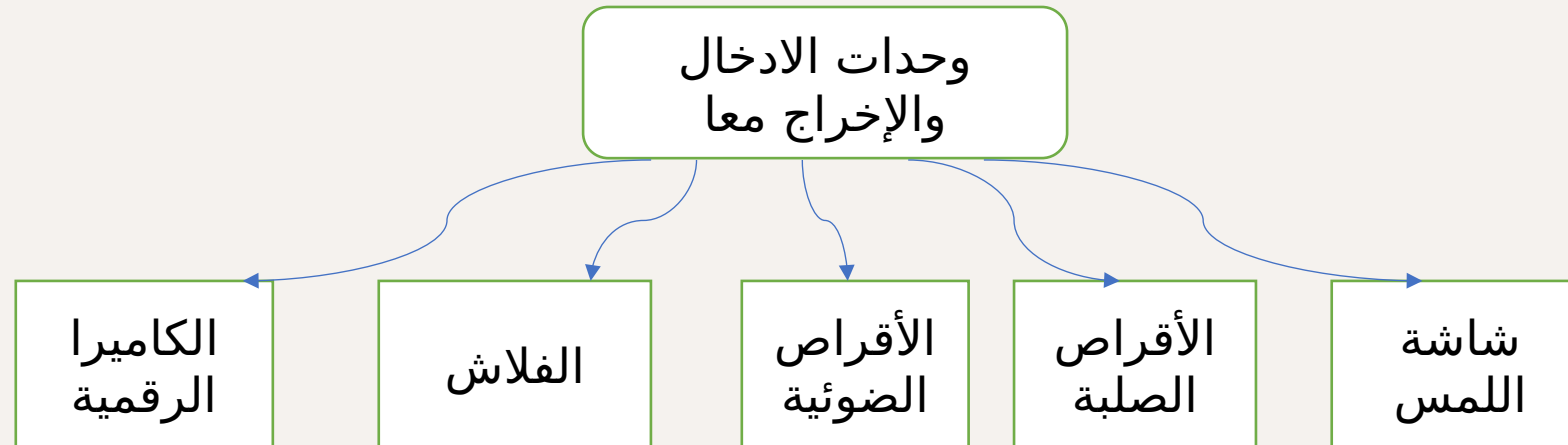 وحدات الادخال
والإخراج معا
شاشة
اللمس
الأقراص
الصلبة
الأقراص
الضوئية
الفلاش
الكاميرا
الرقمية